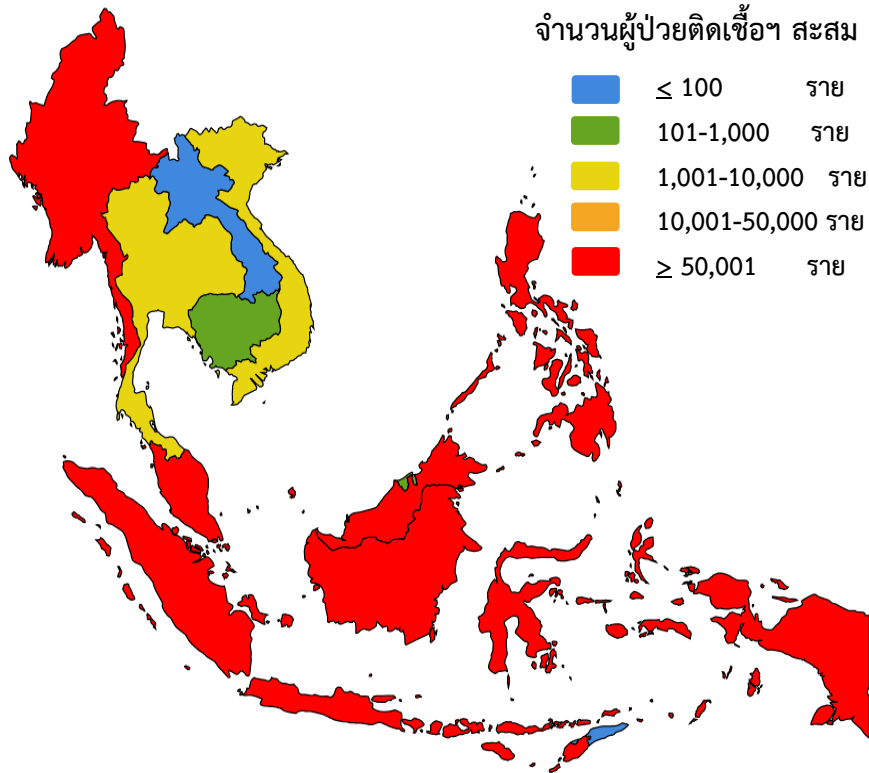 จำนวนผู้ป่วยติดเชื้อฯ สะสม
≤ 100 ราย
101-1,000 ราย
1,001-10,000 ราย
10,001-50,000 ราย
≥ 50,001 ราย